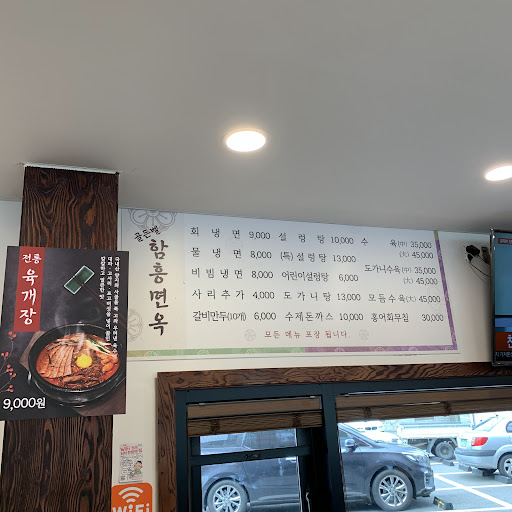 골든벨
함흥면옥
회냉면 9,000 설렁탕 10,000 수육(中) 35,000
물냉면 8,000 (특)설렁탕 13,000 (大) 45,000
비빔냉면 8,000 어린이설렁탕 6,000 도가니수육(中) 35,000
(大) 45,000
사리추가 4,000 도가니탕 13,000 모듬수육(大) 45,000
갈비만두(10개) 6,000 수제돈까스 10,000 홍어회무침 30,000
모든 메뉴 포장 됩니다.
전통
육개장
9,000원
WiFi